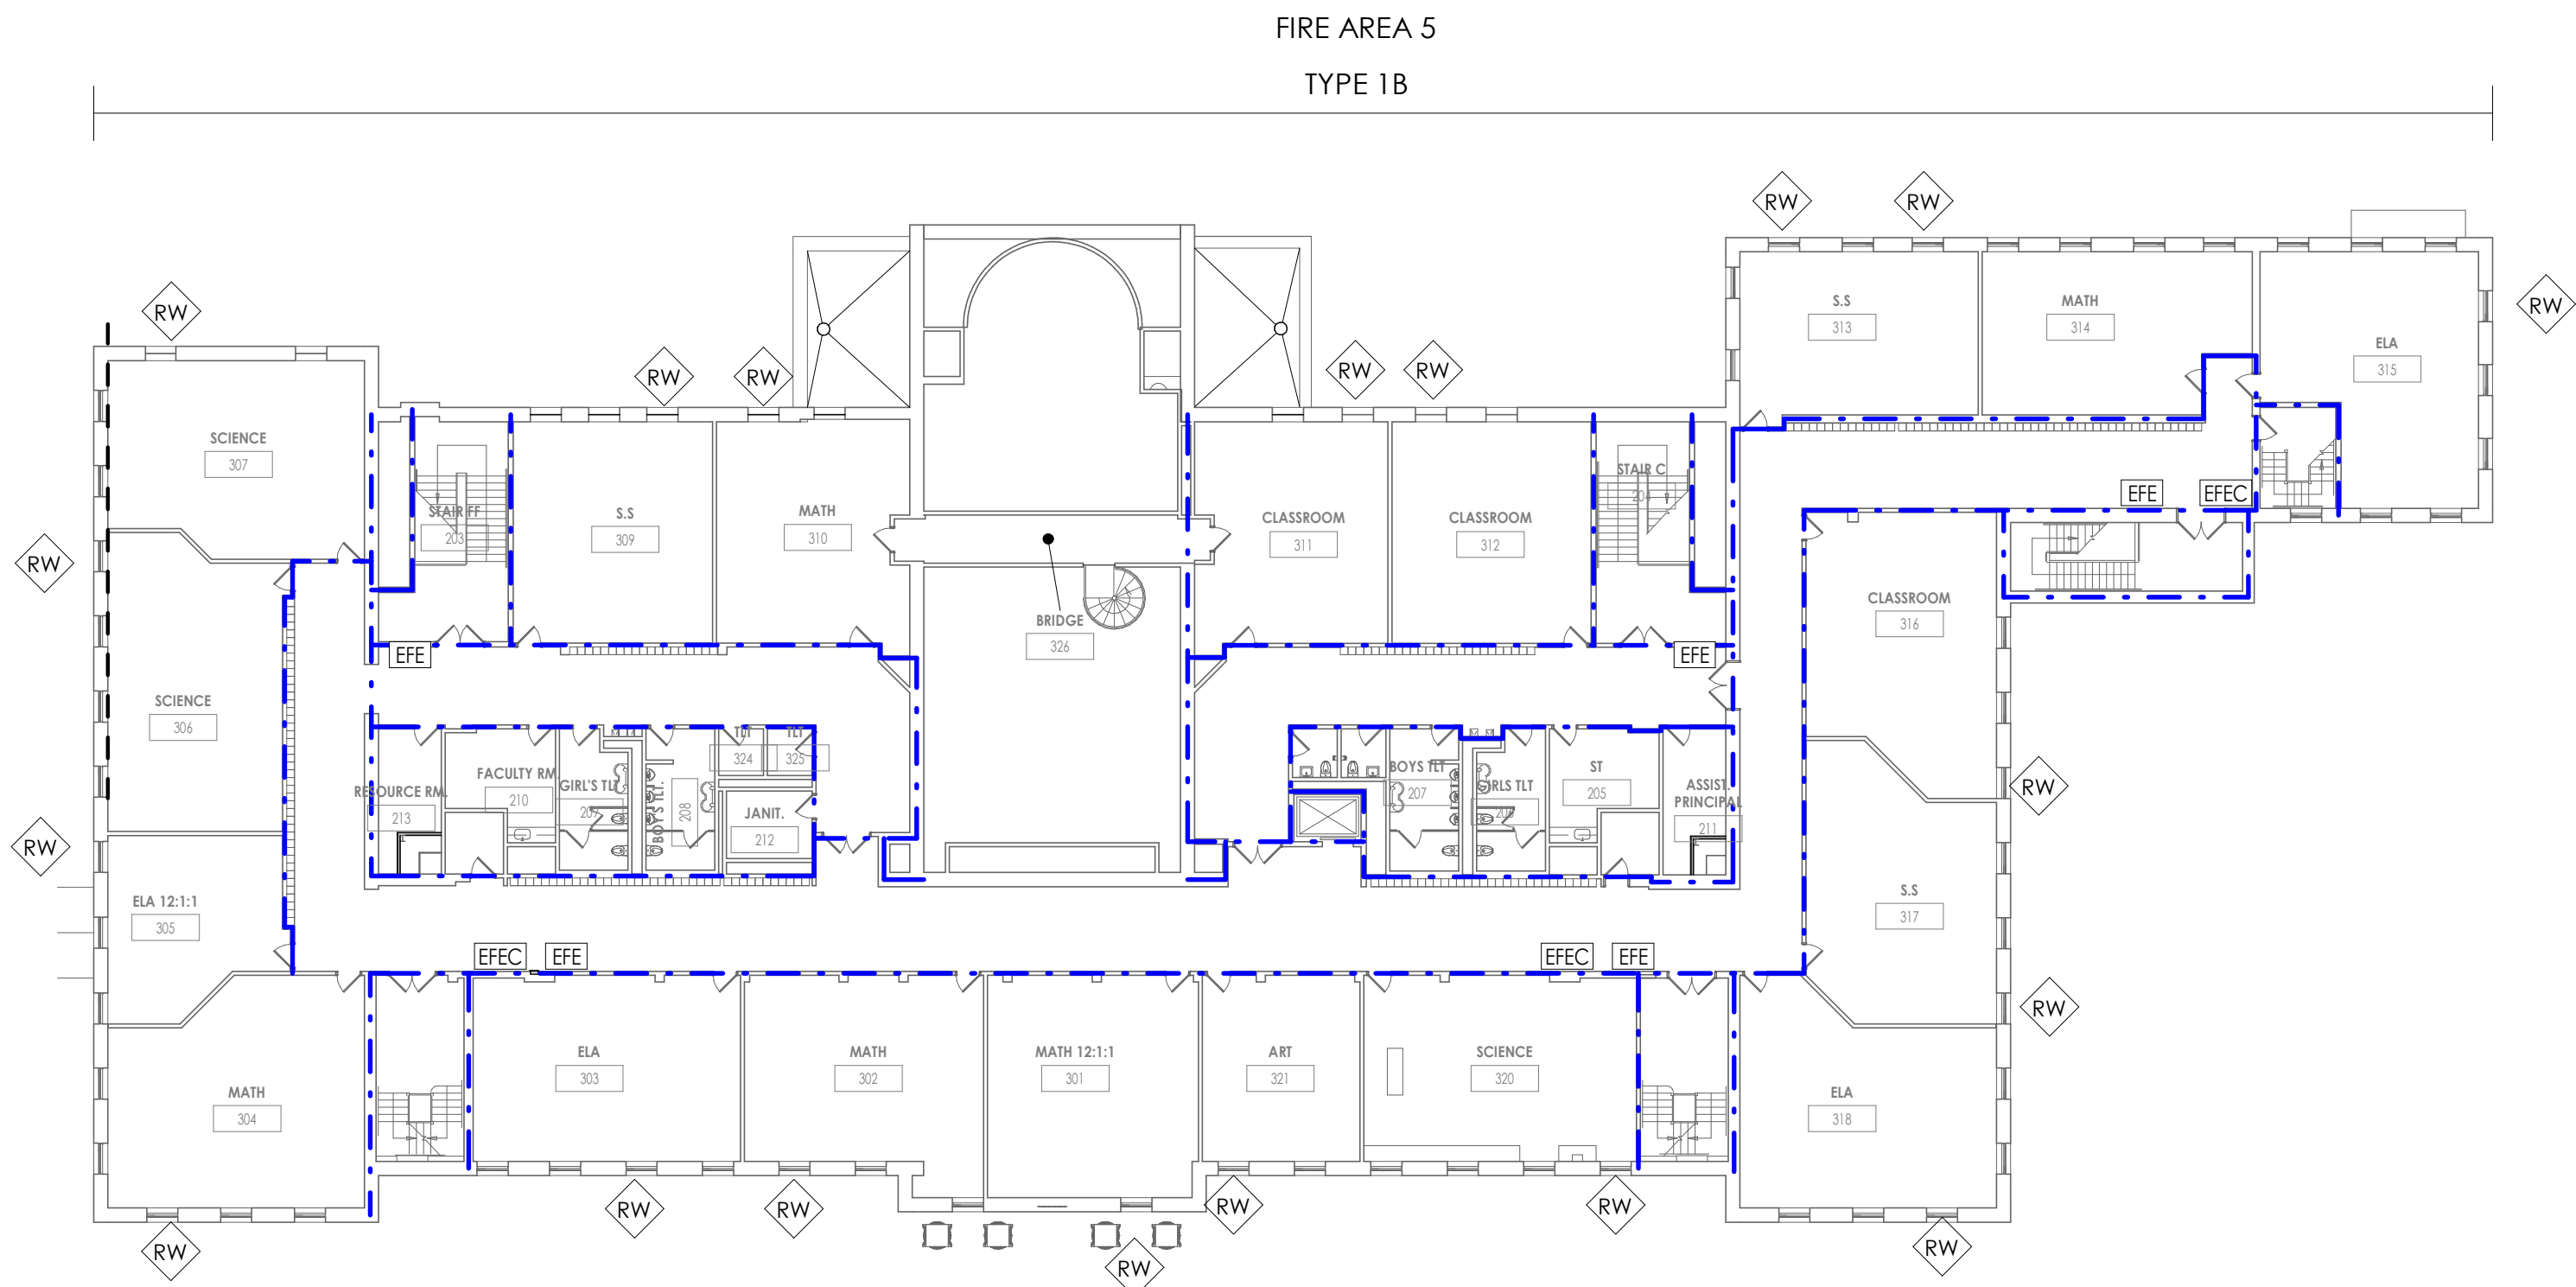 FIRE AREA 5
TYPE 1B
RW
RW
RW
RW
RW
RW
RW
RW
S.S
313
MATH
314
ELA
315
SCIENCE
307
STAIR FF
203
S.S
309
MATH
310
CLASSROOM
311
CLASSROOM
312
STAIR C
204
EFE
EFEC
RW
BRIDGE
326
CLASSROOM
316
EFE
EFE
SCIENCE
306
RESOURCE RM.
213
FACULTY RM.
210
GIRL'S TLT
BOYS TLT.
208
TLT
324
TLT
325
JANIT.
212
BOYS TLT
207
GIRLS TLT
ST
205
ASSIST.
PRINCIPAL
211
RW
RW
ELA 12:1:1
305
S.S
317
EFEC
EFE
EFEC
EFE
RW
MATH
304
ELA
303
MATH
302
MATH 12:1:1
301
ART
321
SCIENCE
320
ELA
318
RW
RW
RW
RW
RW
RW
RW